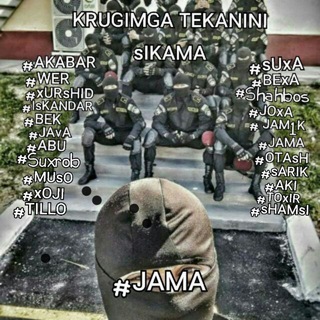 KRUGIMGA TEKANINI
sIKAMA
#AKABAR
#WER
#xURsHID
#IsKANDAR
#BEK
#JAvA
#ABU
#Suxrob
#MUsO
#xOJI
#TILLO
#sUxA
#BExA
#Shahbos
#JOxA
#JAMjK
#JAMA
#OTAsH
#sARIK
#AKI
#TOxIR
#sHAMsI
#JAMA